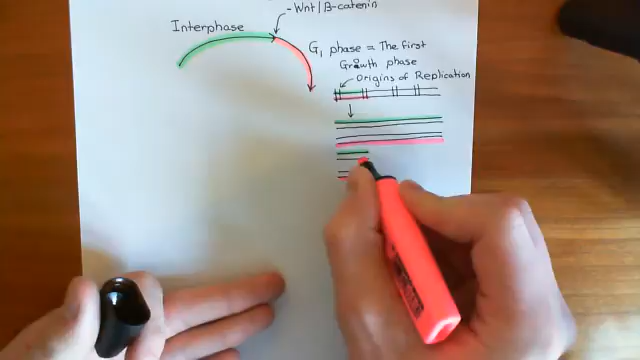 - Wnt/β-catenin
Interphase
G₁ phase = The first
Growth phase
Origins of Replication